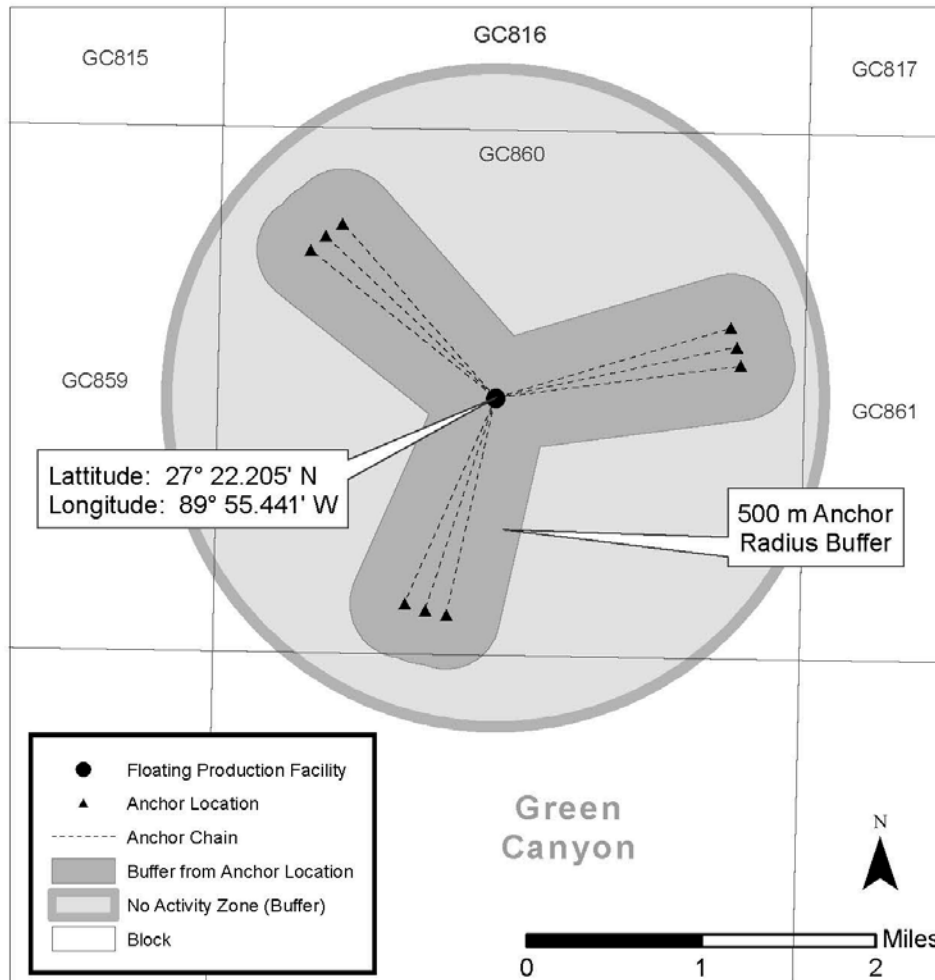 GC816
GC815
GC817
GC860
GC859
GC861
Lattitude: 27° 22.205' N
Longitude: 89° 55.441' W
500 m Anchor
Radius Buffer
Floating Production Facility
Anchor Location
Anchor Chain
Buffer from Anchor Location
No Activity Zone (Buffer)
Block
Green
Canyon
N
Miles
0 1 2